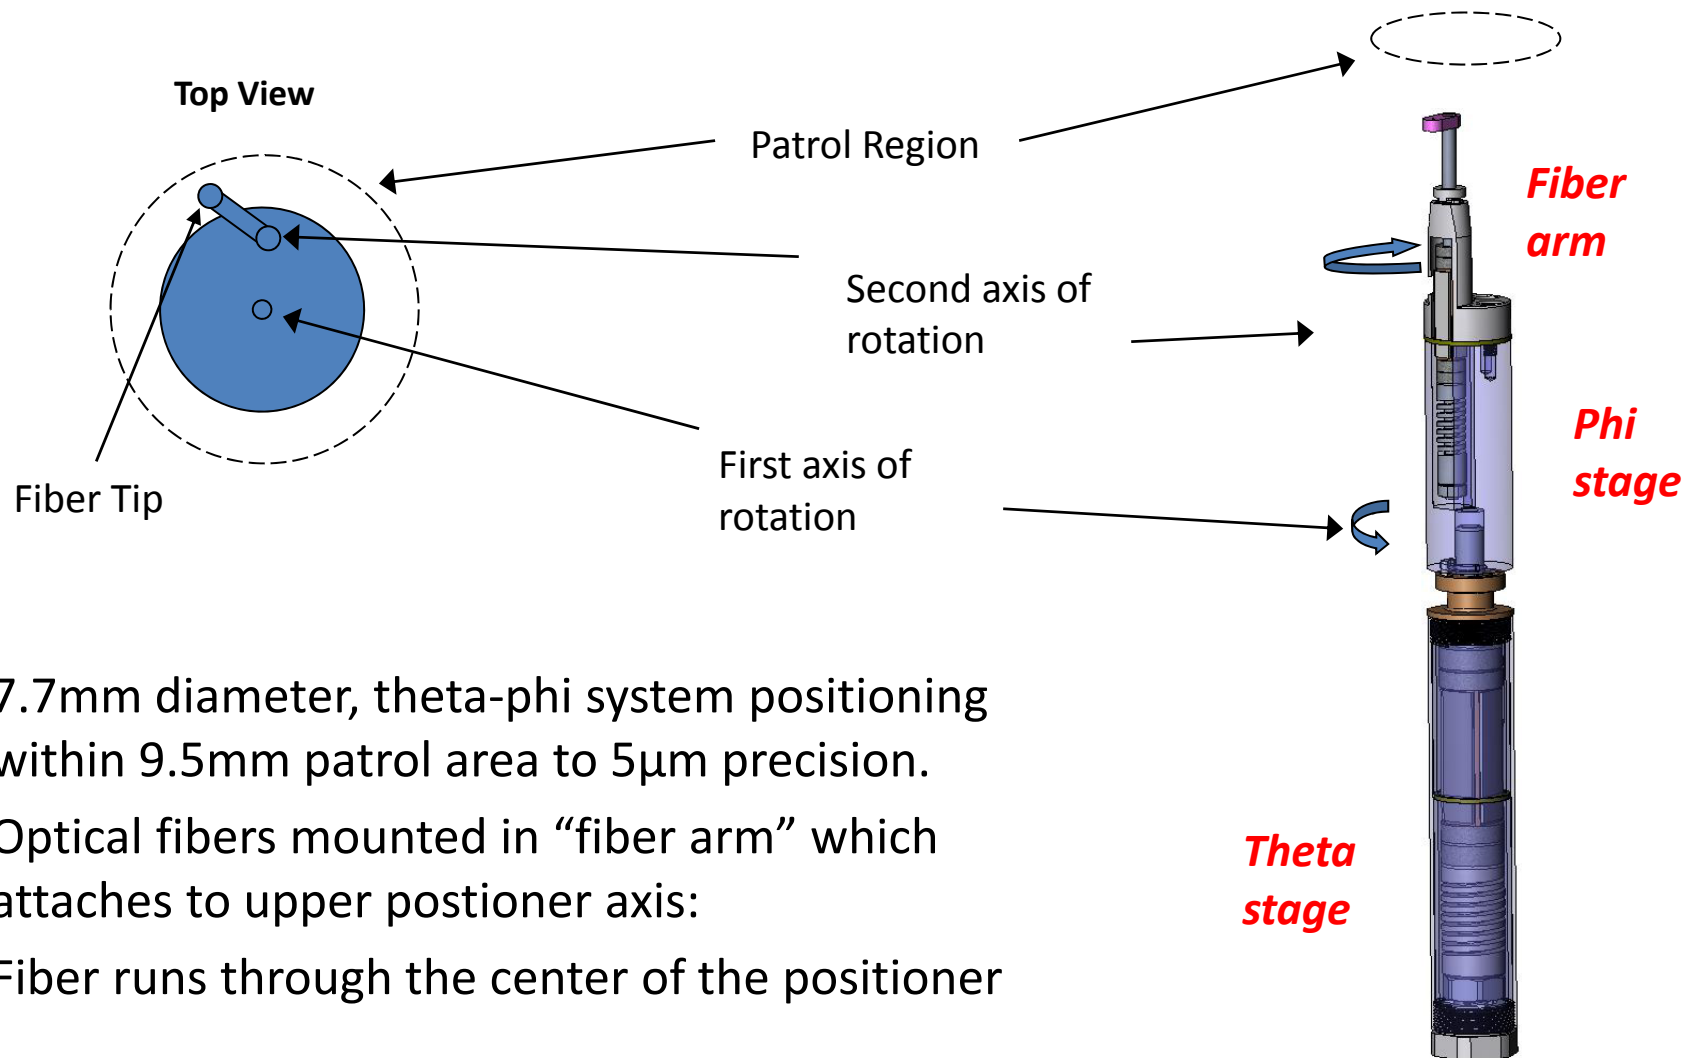 Top View
Patrol Region
Fiber
arm
Second axis of
rotation
Phi
stage
First axis of
rotation
Fiber Tip
7.7mm diameter, theta-phi system positioning
within 9.5mm patrol area to 5µm precision.
Optical fibers mounted in “fiber arm” which
attaches to upper postioner axis:
Fiber runs through the center of the positioner
Theta
stage